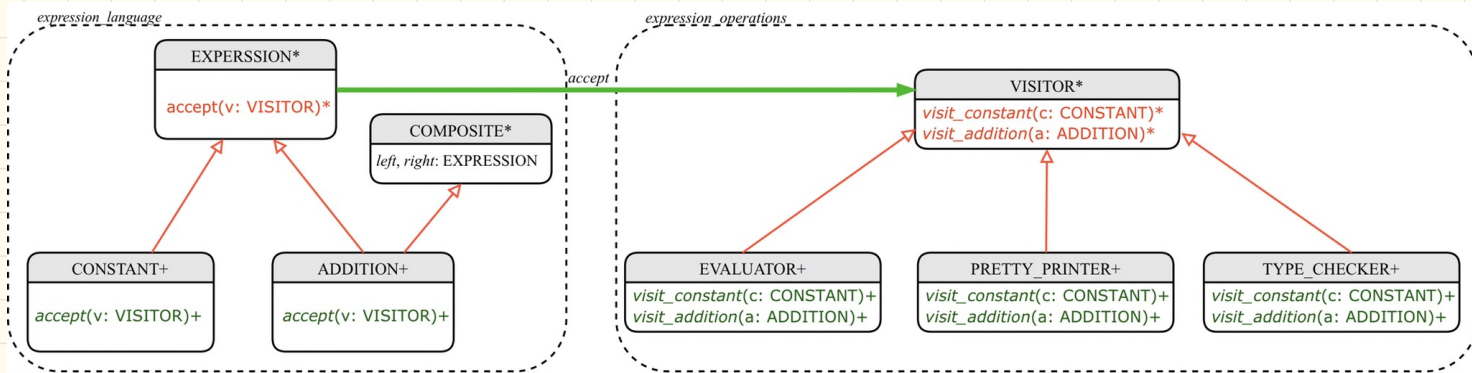 expression_language
EXPERSSION*
accept(v: VISITOR)*
COMPOSITE*
left, right: EXPRESSION
CONSTANT+
accept(v: VISITOR)+
ADDITION+
accept(v: VISITOR)+
accept
expression_operations
VISITOR*
visit_constant(c: CONSTANT)*
visit_addition(a: ADDITION)*
EVALUATOR+
visit_constant(c: CONSTANT)+
visit_addition(a: ADDITION)+
PRETTY_PRINTER+
visit_constant(c: CONSTANT)+
visit_addition(a: ADDITION)+
TYPE_CHECKER+
visit_constant(c: CONSTANT)+
visit_addition(a: ADDITION)+